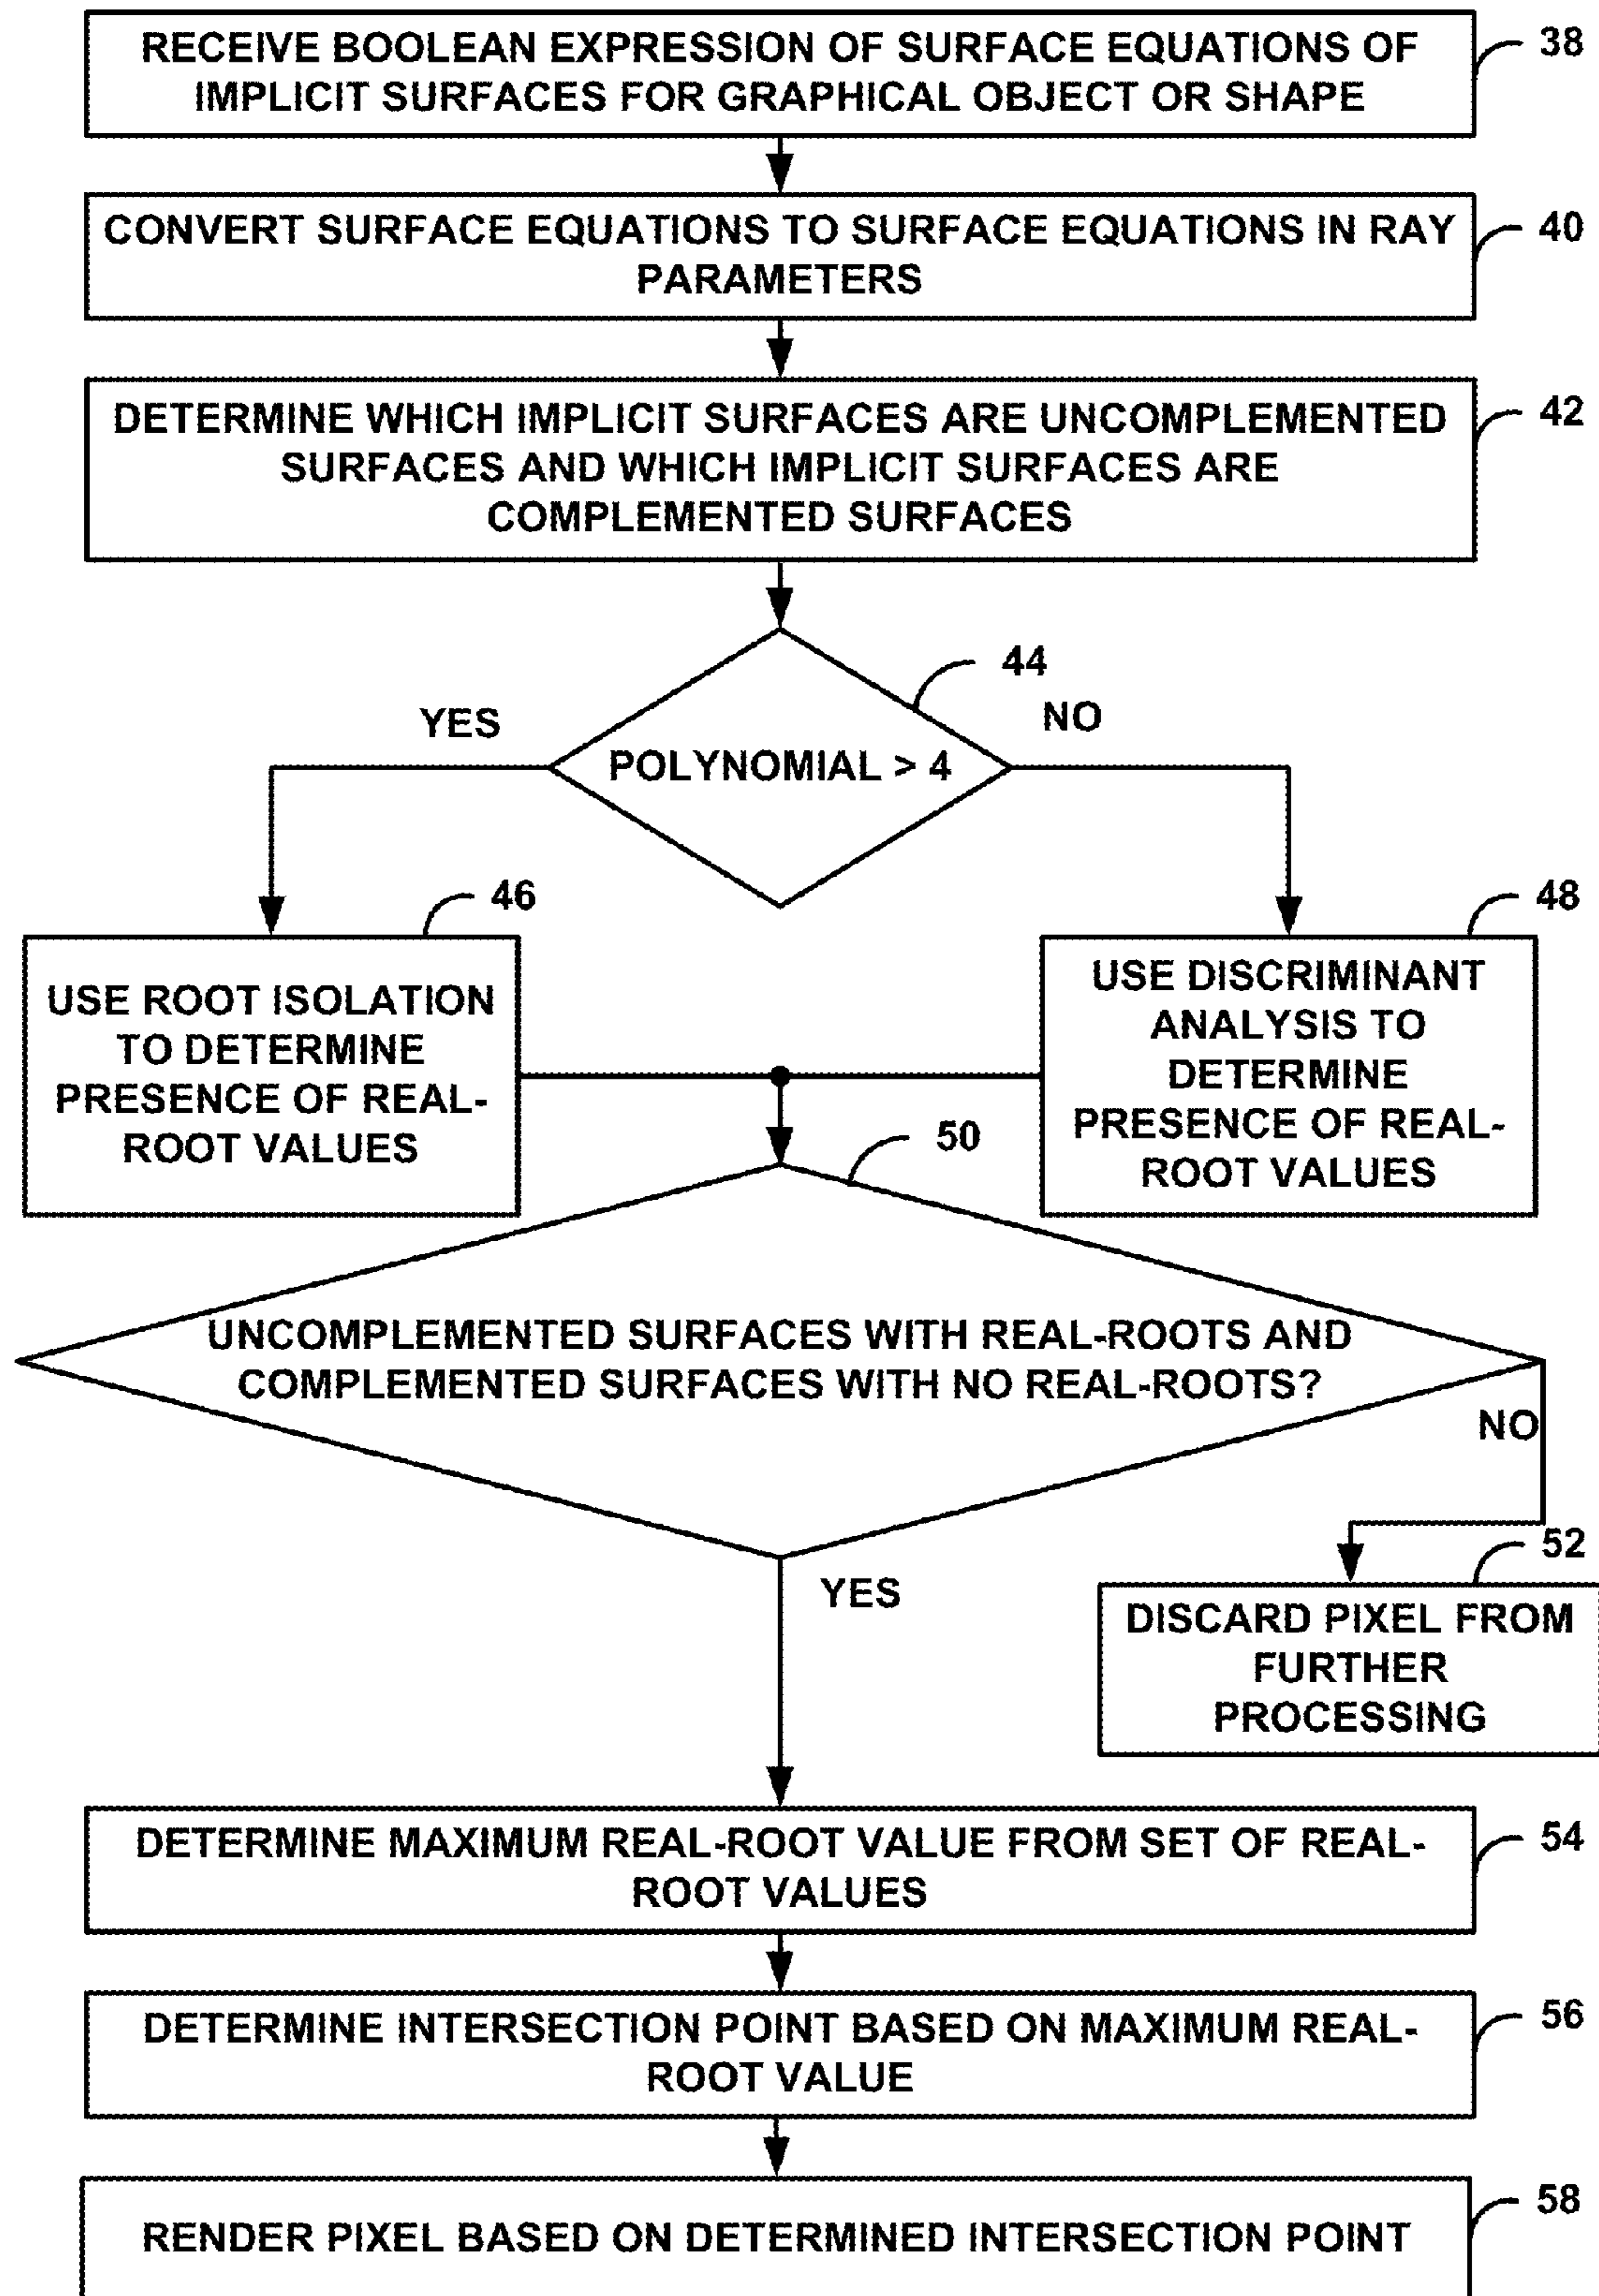 RECEIVE BOOLEAN EXPRESSION OF SURFACE EQUATIONS OF
IMPLICIT SURFACES FOR GRAPHICAL OBJECT OR SHAPE
38
CONVERT SURFACE EQUATIONS TO SURFACE EQUATIONS IN RAY
PARAMETERS
40
DETERMINE WHICH IMPLICIT SURFACES ARE UNCOMPLEMENTED
SURFACES AND WHICH IMPLICIT SURFACES ARE
COMPLEMENTED SURFACES
42
44
YES
NO
POLYNOMIAL > 4
46
USE ROOT ISOLATION
TO DETERMINE
PRESENCE OF REAL-
ROOT VALUES
48
USE DISCRIMINANT
ANALYSIS TO
DETERMINE
PRESENCE OF REAL-
ROOT VALUES
50
UNCOMPLEMENTED SURFACES WITH REAL-ROOTS AND
COMPLEMENTED SURFACES WITH NO REAL-ROOTS?
NO
52
YES
DISCARD PIXEL FROM
FURTHER
PROCESSING
DETERMINE MAXIMUM REAL-ROOT VALUE FROM SET OF REAL-
ROOT VALUES
54
DETERMINE INTERSECTION POINT BASED ON MAXIMUM REAL-
ROOT VALUE
56
RENDER PIXEL BASED ON DETERMINED INTERSECTION POINT
58